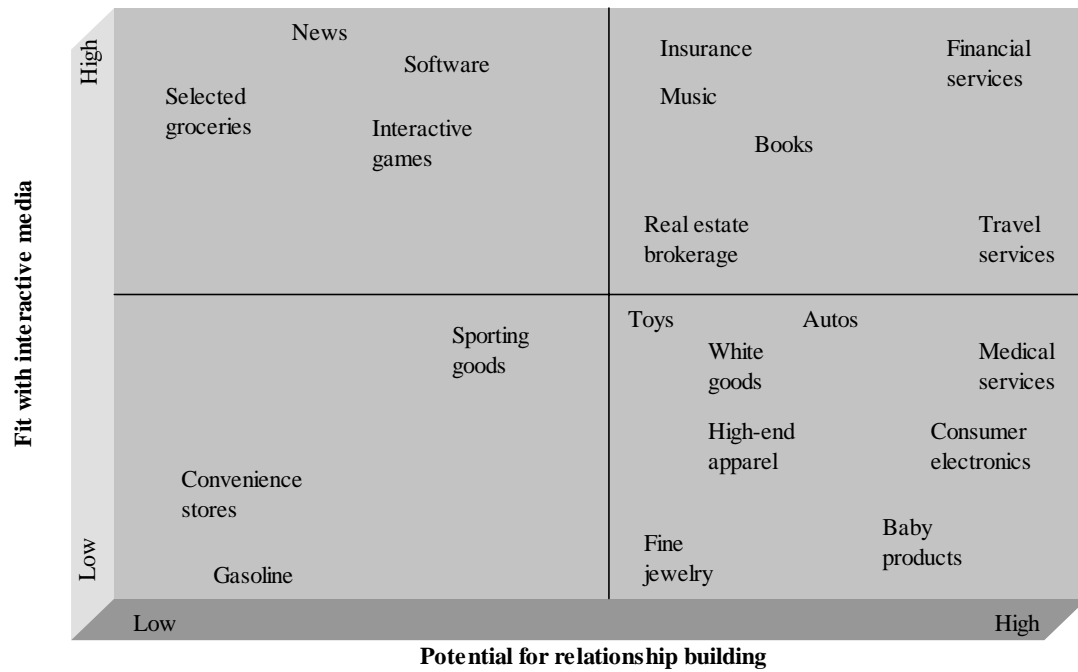 Fit with interactive media
High
Low
News
Software
Selected
groceries
Interactive
games
Insurance
Financial
services
Music
Books
Real estate
brokerage
Travel
services
Sporting
goods
Convenience
stores
Gasoline
Toys
Autos
White
goods
Medical
services
High-end
apparel
Consumer
electronics
Fine
jewelry
Baby
products
Low
High
Potential for relationship building